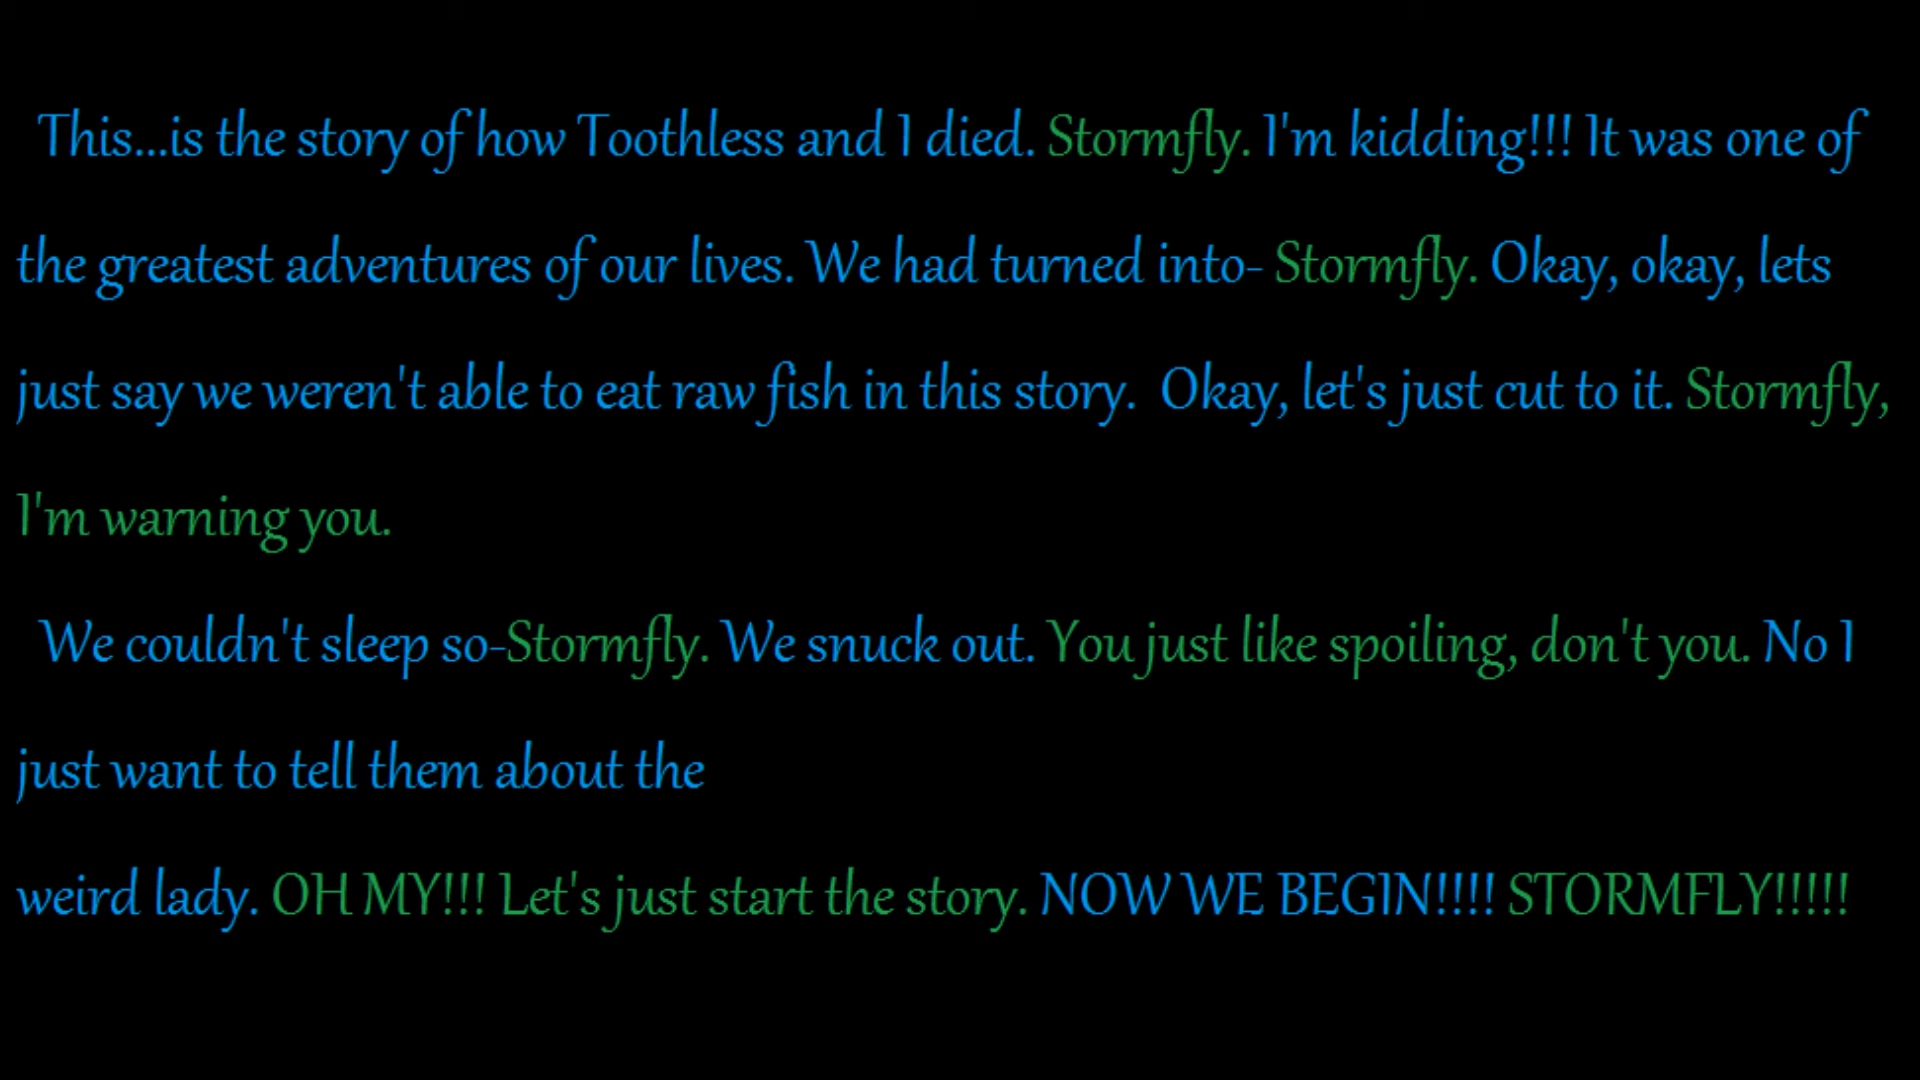 This...is the story of how Toothless and I died. Stormfly. I'm kidding!!! It was one of
the greatest adventures of our lives. We had turned into- Stormfly. Okay, okay, lets
just say we weren't able to eat raw fish in this story.  Okay, let's just cut to it. Stormfly,
I'm warning you.
We couldn't sleep so-Stormfly. We snuck out. You just like spoiling, don't you. No I
just want to tell them about the
weird lady. OH MY!!! Let's just start the story. NOW WE BEGIN!!!! STORMFLY!!!!!